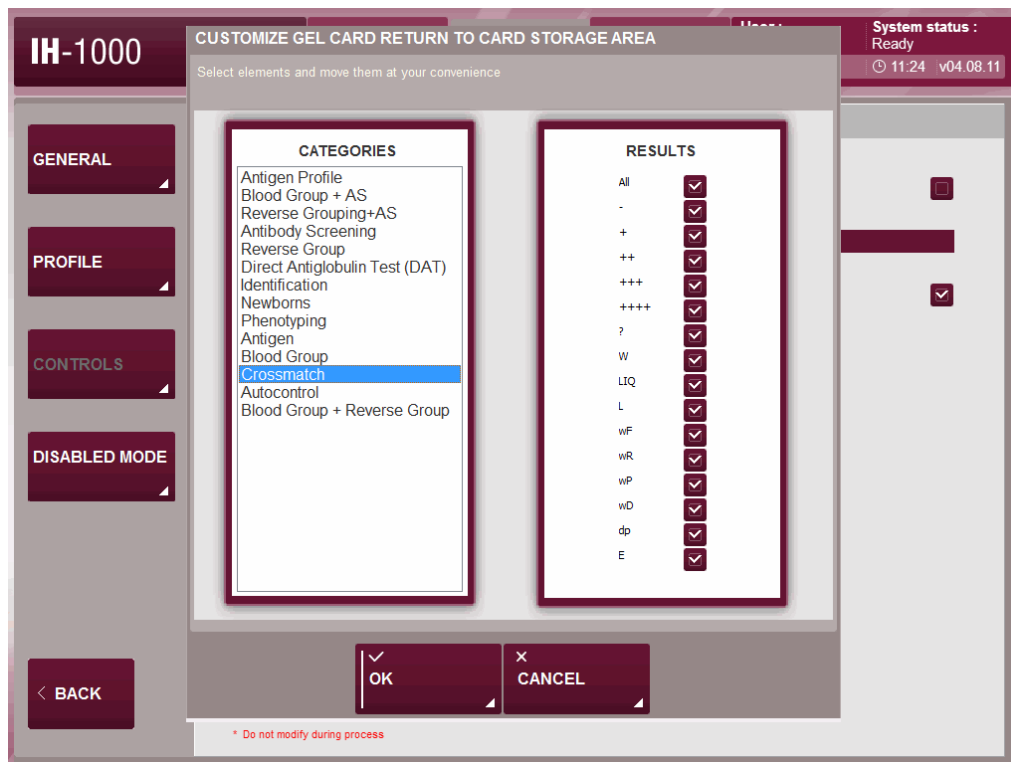 IH-1000
CUSTOMIZE GEL CARD RETURN TO CARD STORAGE AREA
Select elements and move them at your convenience
System status :
Ready
11:24 v04.08.11
GENERAL
PROFILE
CONTROLS
DISABLED MODE
< BACK
CATEGORIES
Antigen Profile
Blood Group + AS
Reverse Grouping+AS
Antibody Screening
Reverse Group
Direct Antiglobulin Test (DAT)
Identification
Newborns
Phenotyping
Antigen
Blood Group
Crossmatch
Autocontrol
Blood Group + Reverse Group
RESULTS
All
-
+
++
+++
++++
?
W
LIQ
L
wF
wR
wP
wD
dp
E
OK
CANCEL
* Do not modify during process